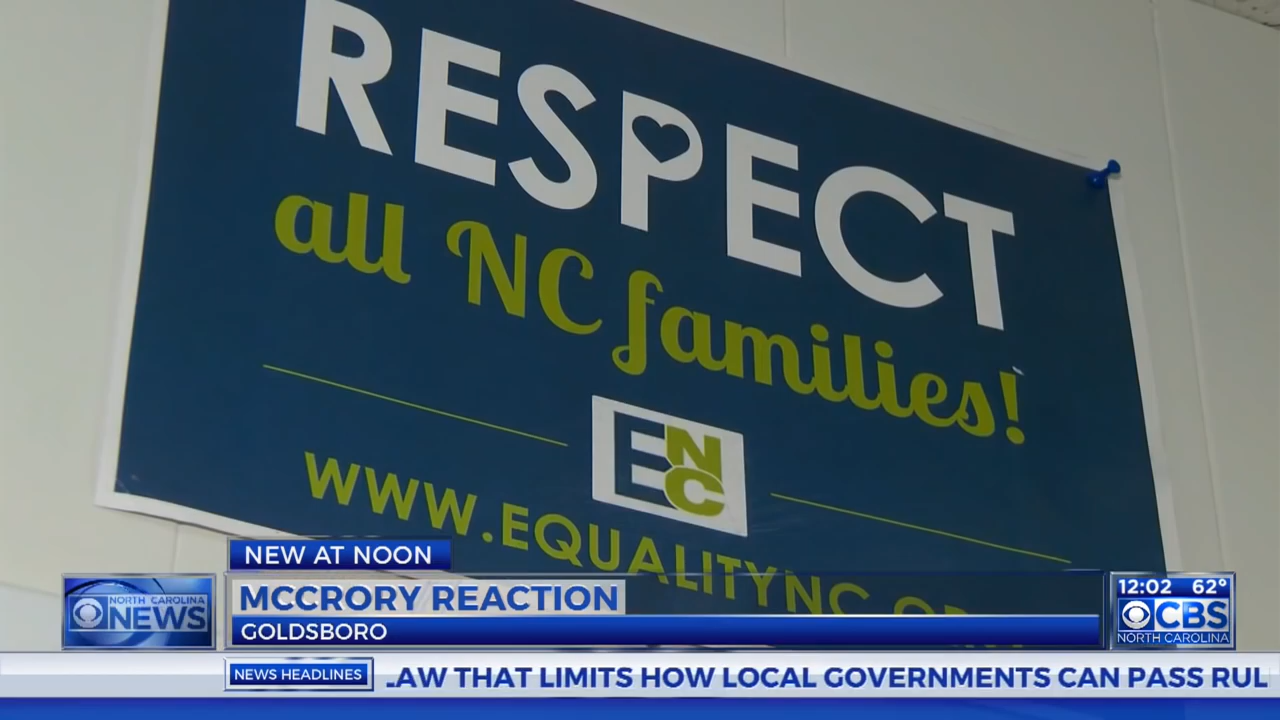 RESPECT
all NC families!
ENC
WWW.EQUALITYNC.
NEW AT NOON
NORTH CAROLINA
NEWS
MCCRORY REACTION
GOLDSBORO
12:02 62°
CBS
NORTH CAROLINA
NEWS HEADLINES
AW THAT LIMITS HOW LOCAL GOVERNMENTS CAN PASS RUL